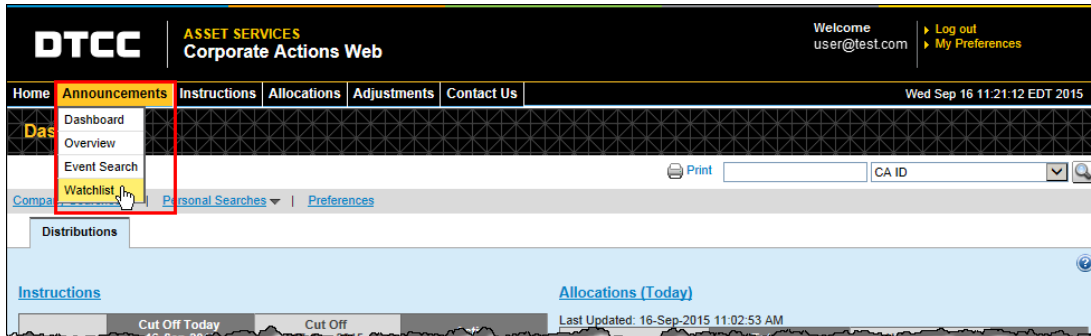 DTCC
ASSET SERVICES
Corporate Actions Web
Welcome
user@test.com
Log out
My Preferences
Home Announcements Instructions Allocations Adjustments Contact Us
Wed Sep 16 11:21:12 EDT 2015
Das
Dashboard
Overview
Event Search
Watchlist
Print
CA ID
Personal Searches | Preferences
Distributions
Instructions
Allocations (Today)
Cut Off Today
Cut Off
Last Updated: 16-Sep-2015 11:02:53 AM